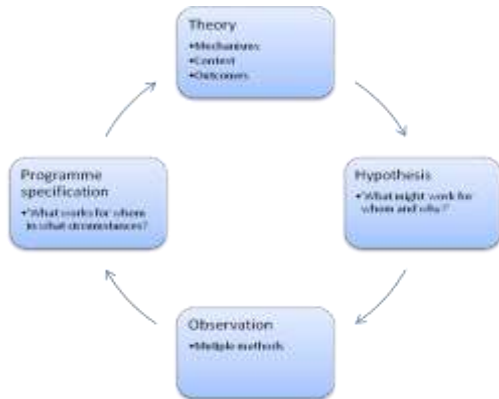 Theory
•Mechanisms
•Context
•Outcomes
Hypothesis
•'What might work for
whom and why?'
Observation
•Mutiple methods
Programme
specification
•'What works for whom
in what circumstances?'